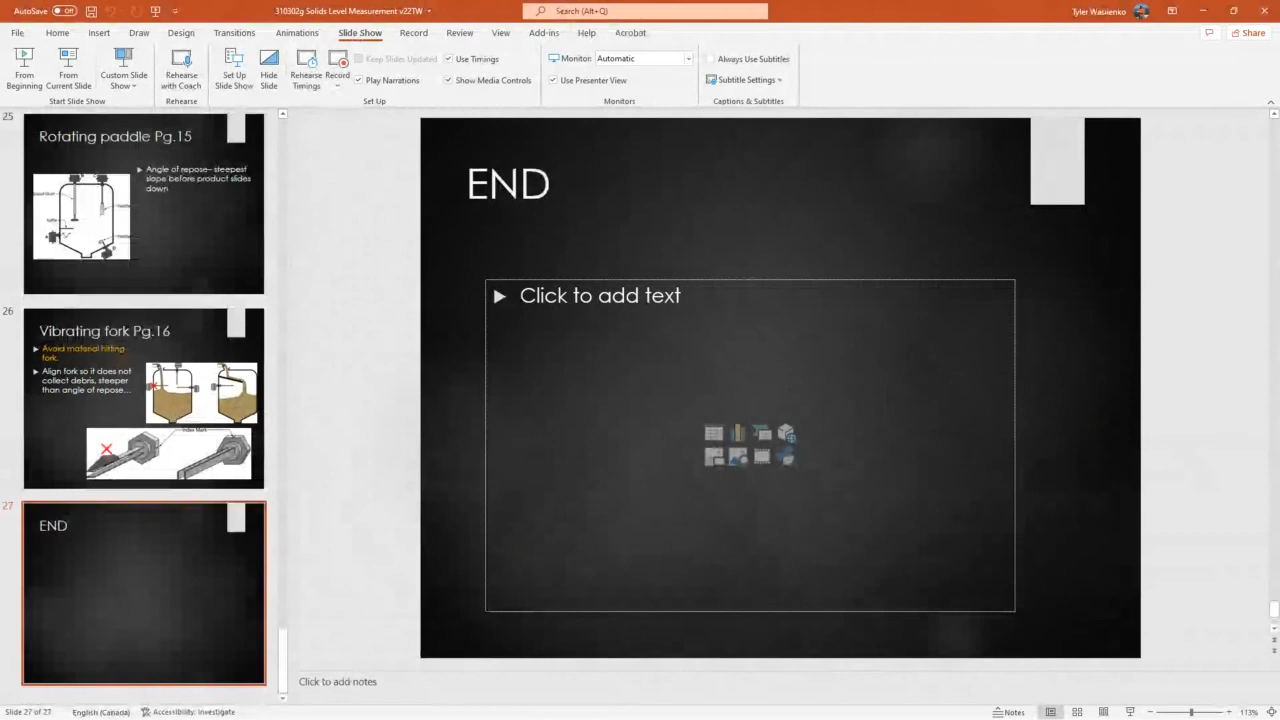 AutoSave Off 310302g Solids Level Measurement v22TW Search (Alt+Q) Tyler Wasienko
File Home Insert Draw Design Transitions Animations Slide Show Record Review View Add-ins Help Acrobat Share
From Beginning
From Current Slide
Custom Slide Show
Start Slide Show
Rehearse with Coach
Rehearse
Set Up Slide Show
Hide Slide
Rehearse Timings
Record
Keep Slides Updated
Play Narrations
Use Timings
Show Media Controls
Set Up
Monitor: Automatic
Use Presenter View
Monitors
Always Use Subtitles
Subtitle Settings
Captions & Subtitles
25
Rotating paddle Pg.15
Angle of repose– steepest
slope before product slides
down
26
Vibrating fork Pg.16
Avoid material hitting
fork.
Align fork so it does not
collect debris, steeper
than angle of repose…
Index Mark
27
END
END
Click to add text
Click to add notes
Slide 27 of 27 English (Canada) Accessibility: Investigate Notes 113%